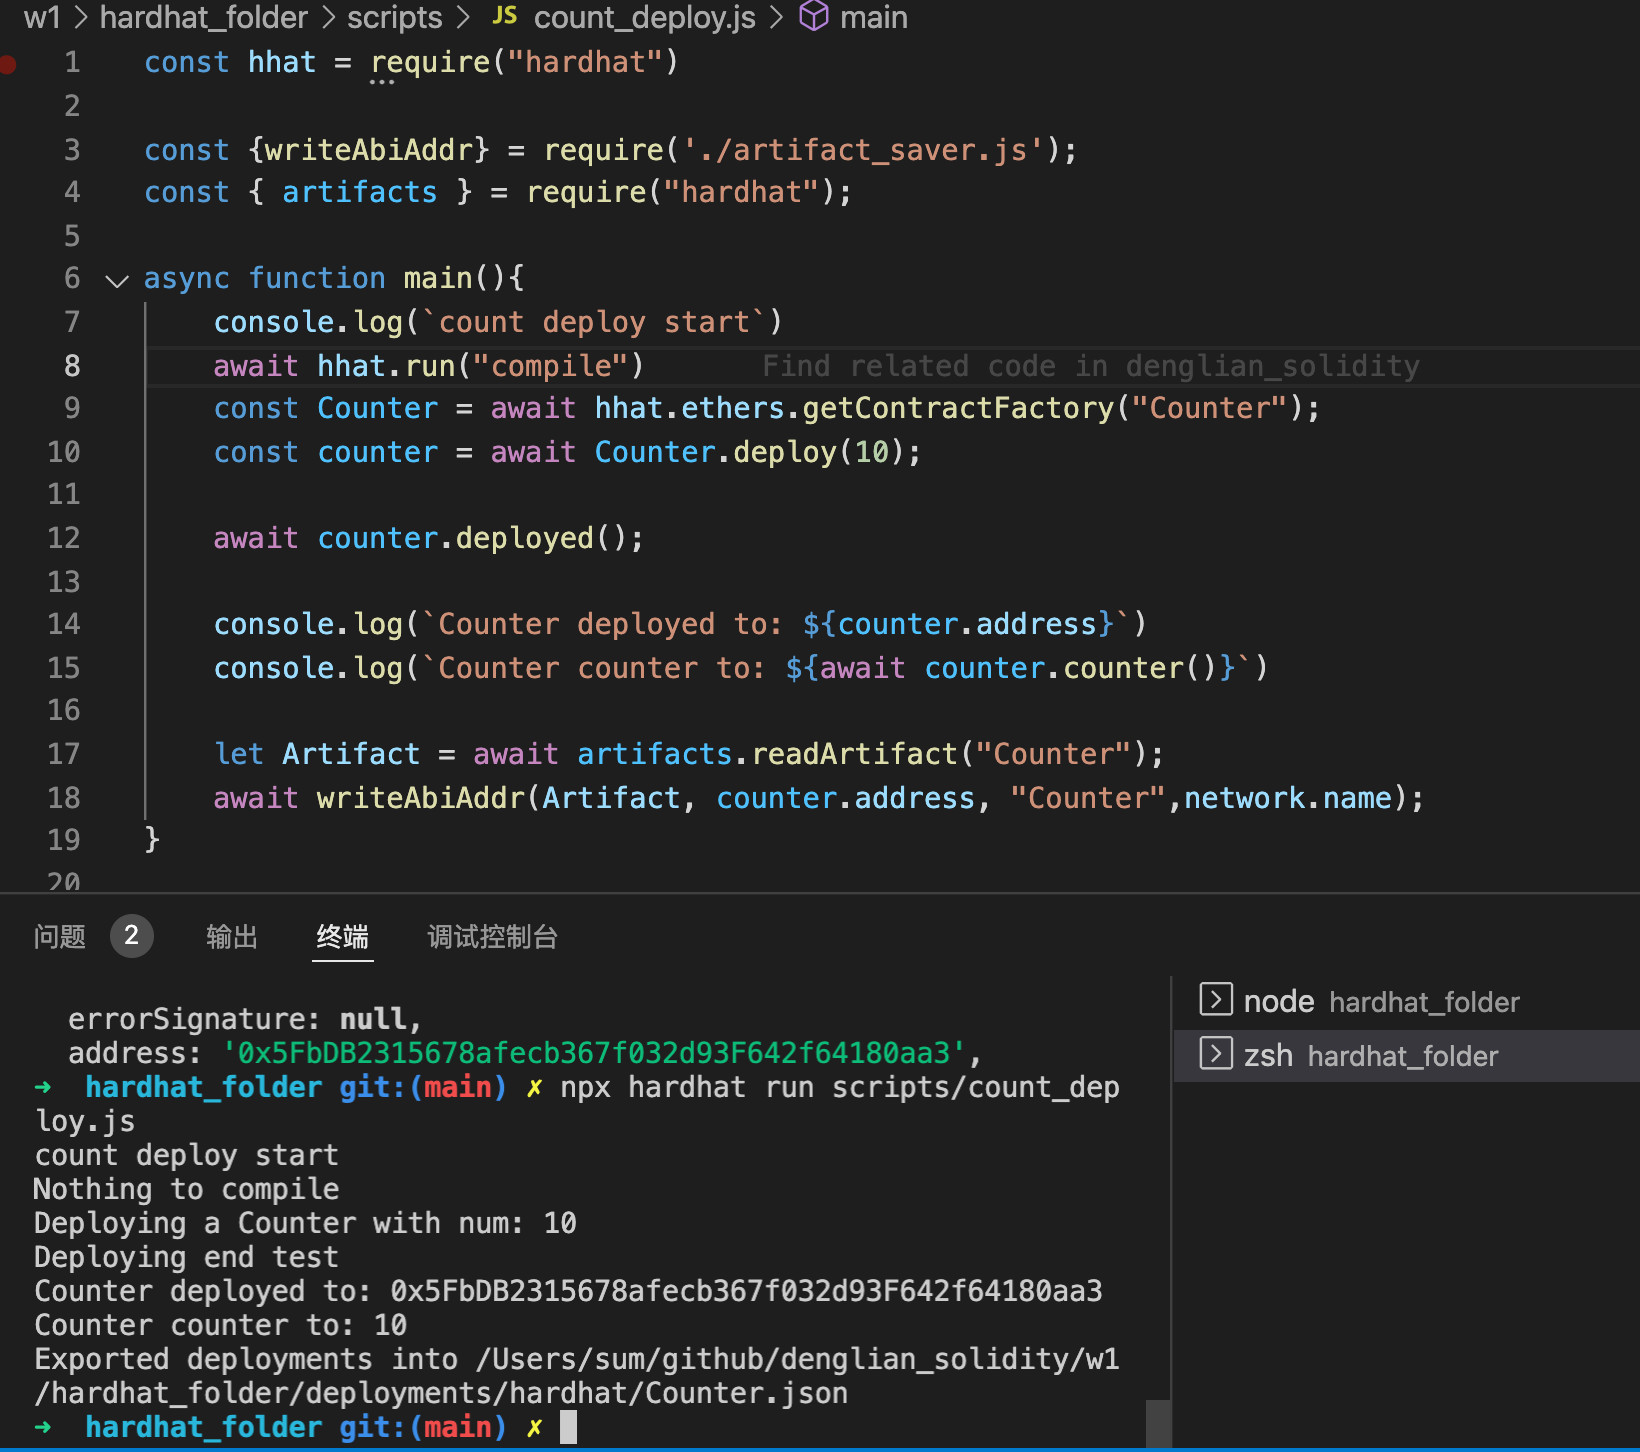 w1 > hardhat_folder > scripts > JS count_deploy.js > main
1 const hhat = require("hardhat")
2
3 const {writeAbiAddr} = require('./artifact_saver.js');
4 const { artifacts } = require("hardhat");
5
6 async function main(){
7 console.log(`count deploy start`)
8 await hhat.run("compile") Find related code in denglian_solidity
9 const Counter = await hhat.ethers.getContractFactory("Counter");
10 const counter = await Counter.deploy(10);
11
12 await counter.deployed();
13
14 console.log(`Counter deployed to: ${counter.address}`)
15 console.log(`Counter counter to: ${await counter.counter()}`)
16
17 let Artifact = await artifacts.readArtifact("Counter");
18 await writeAbiAddr(Artifact, counter.address, "Counter",network.name);
19 }
20
问题 2 输出 终端 调试控制台
errorSignature: null,
address: '0x5FbDB2315678afecb367f032d93F642f64180aa3',
➜ hardhat_folder git:(main) ✗ npx hardhat run scripts/count_dep
loy.js
count deploy start
Nothing to compile
Deploying a Counter with num: 10
Deploying end test
Counter deployed to: 0x5FbDB2315678afecb367f032d93F642f64180aa3
Counter counter to: 10
Exported deployments into /Users/sum/github/denglian_solidity/w1
/hardhat_folder/deployments/hardhat/Counter.json
➜ hardhat_folder git:(main) ✗
node hardhat_folder
zsh hardhat_folder